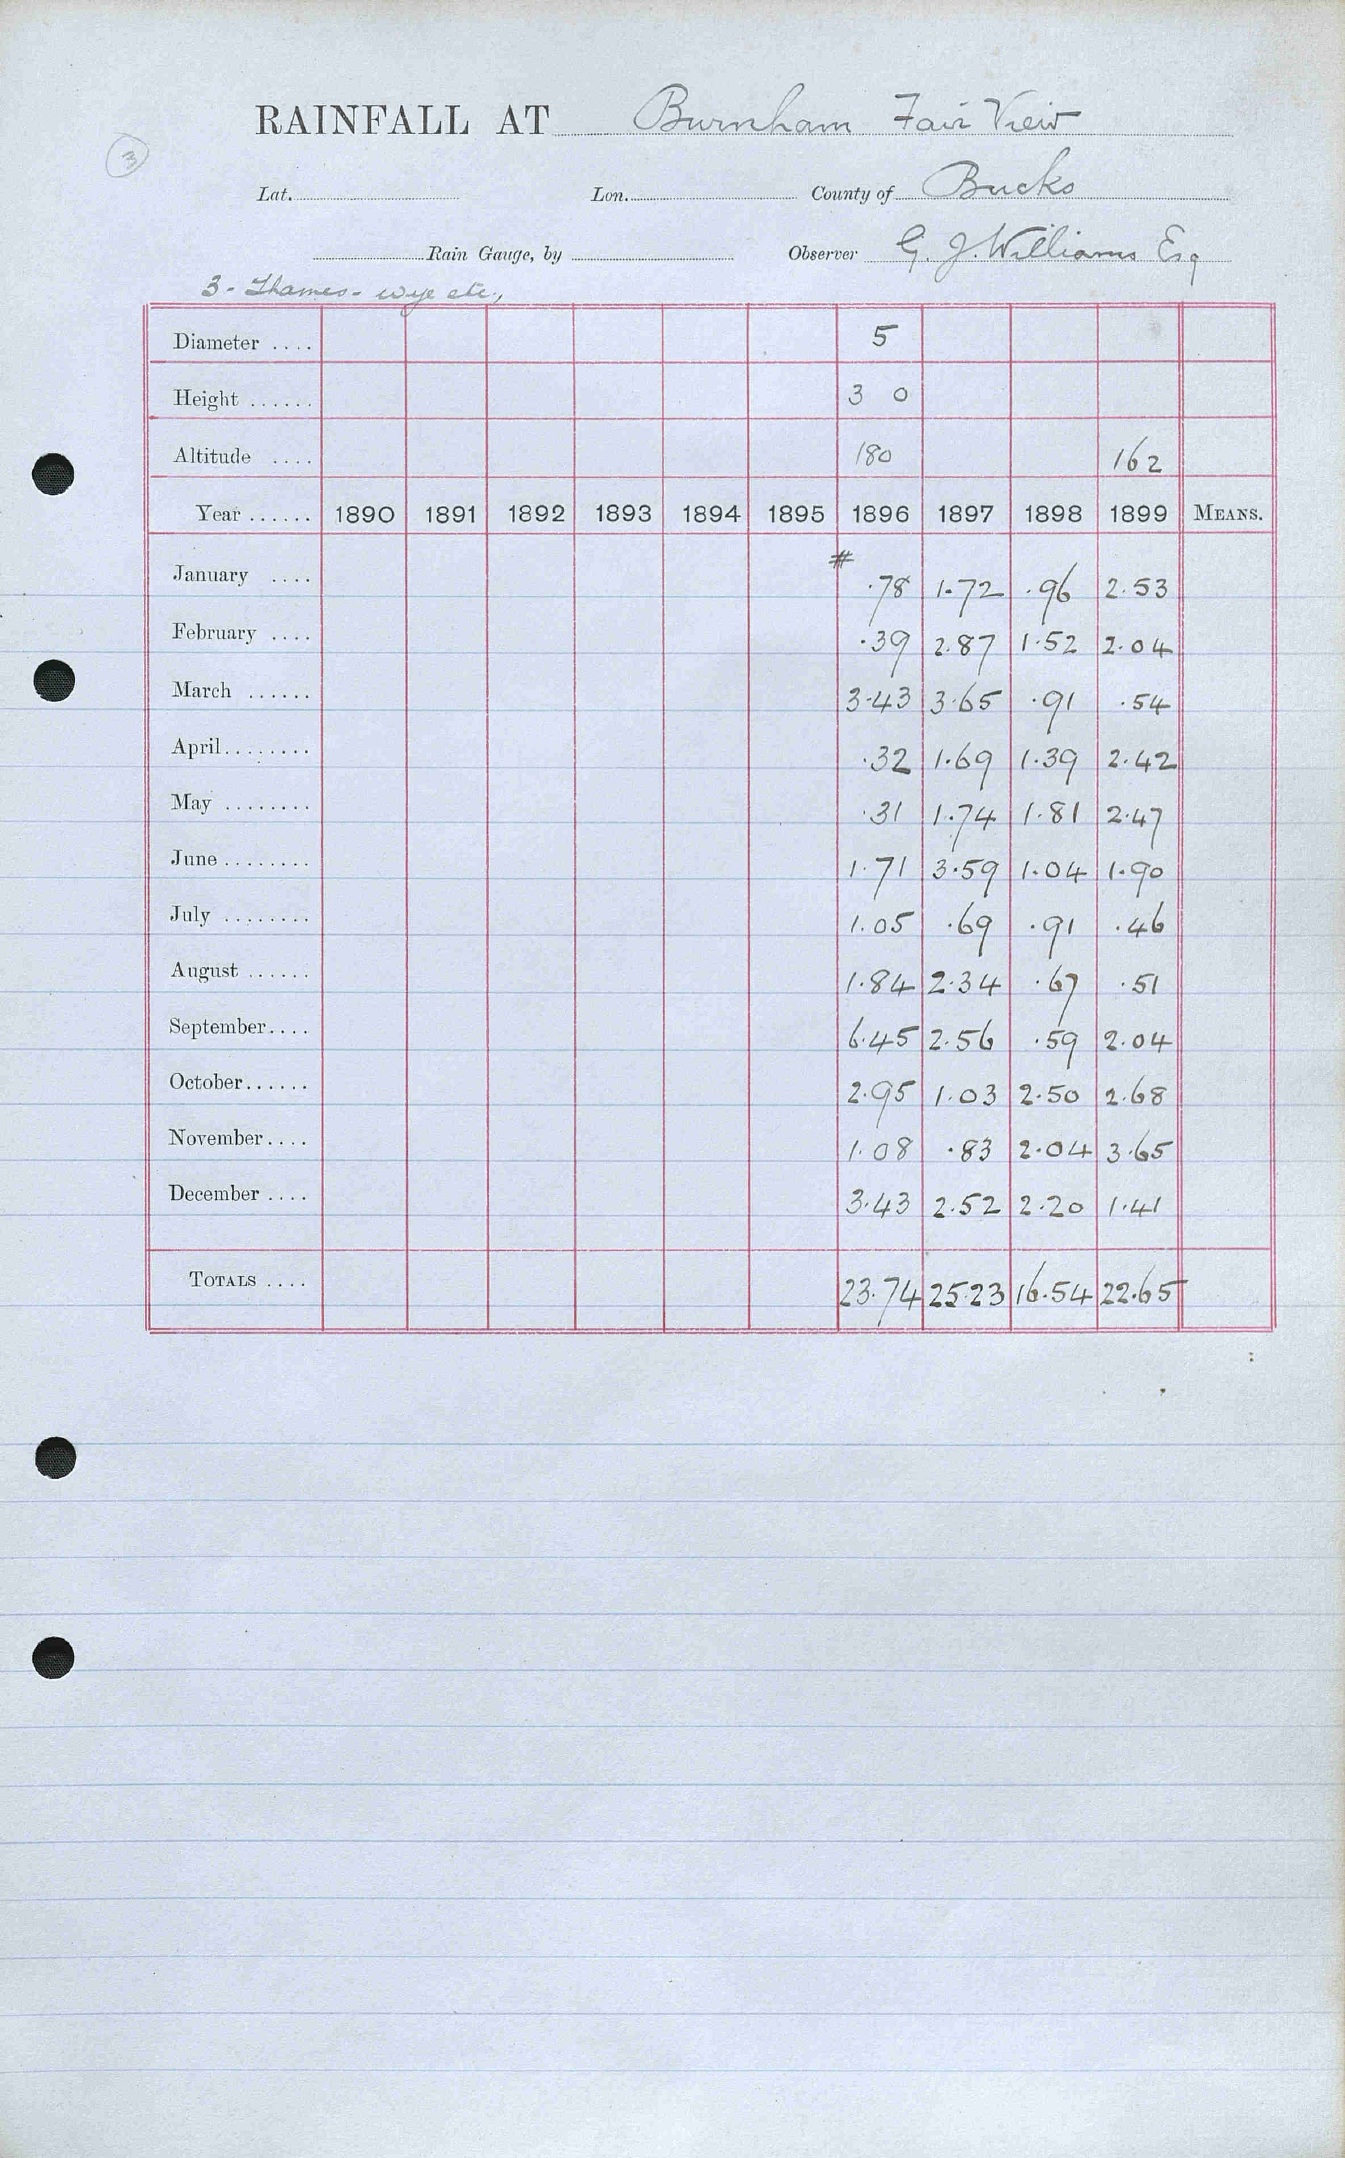 RAINFALL AT Burnham Fair View
3
Lat. Lon. County of Bucks
Rain Gauge, by Observer G. J. Williams Esq
3 - Thames - Wye etc.,
Diameter .... 5
Height ...... 3 0
Altitude .... 180 162
Year ...... 1890 1891 1892 1893 1894 1895 1896 1897 1898 1899 MEANS.
#
January .... .78 1.72 .96 2.53
February .... .39 2.87 1.52 2.04
March ...... 3.43 3.65 .91 .54
April........ .32 1.69 1.39 2.42
May ........ .31 1.74 1.81 2.47
June ........ 1.71 3.59 1.04 1.90
July ........ 1.05 .69 .91 .46
August ...... 1.84 2.34 .67 .51
September.... 6.45 2.56 .59 2.04
October...... 2.95 1.03 2.50 2.68
November.... 1.08 .83 2.04 3.65
December .... 3.43 2.52 2.20 1.41
TOTALS .... 23.74 25.23 16.54 22.65